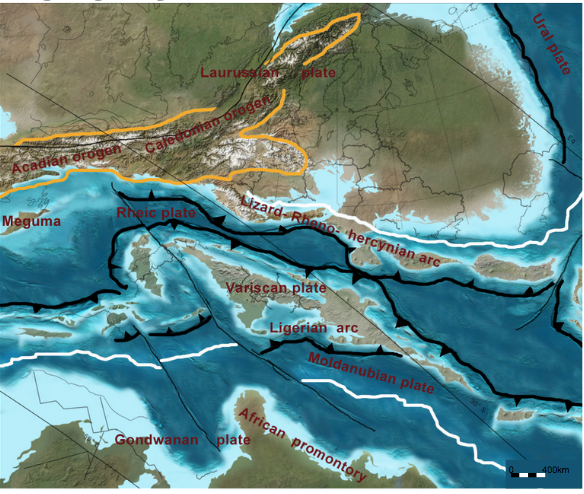 Ural plate
Laurussian plate
Caledonian orogen
Acadian orogen
Lizard- Rheno- hercynian arc
Rheic plate
Meguma
Variscan plate
Ligerian arc
Moldanubian plate
African promontory
Gondwanan plate
0 400km